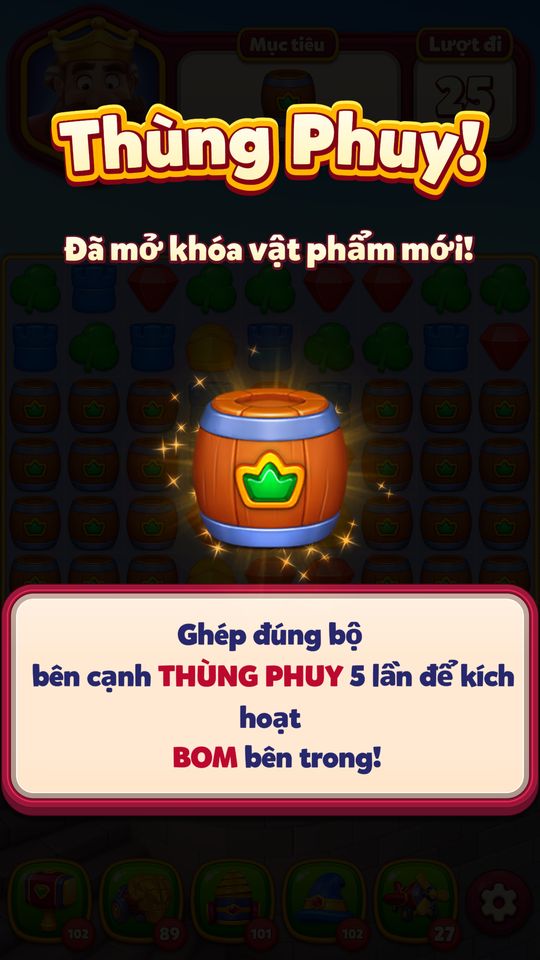 Mục tiêu
Lượt đi
25
Thùng Phuy!
Đã mở khóa vật phẩm mới!
Ghép đúng bộ
bên cạnh THÙNG PHUY 5 lần để kích
hoạt
BOM bên trong!
102
89
101
102
27